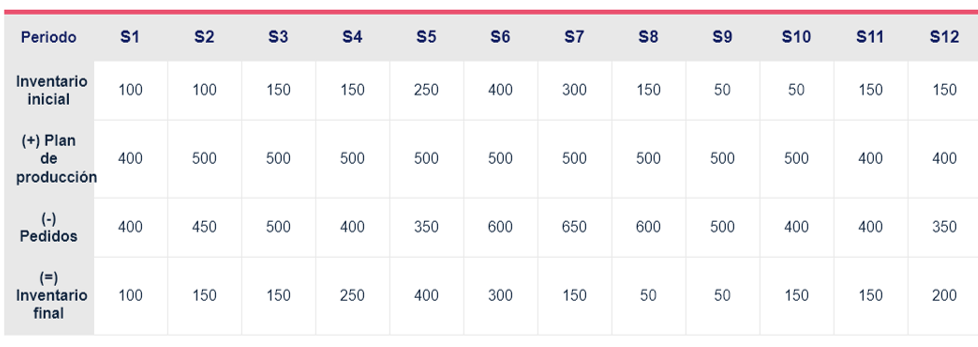 Periodo S1 S2 S3 S4 S5 S6 S7 S8 S9 S10 S11 S12
Inventario
inicial
100 100 150 150 250 400 300 150 50 50 150 150
(+) Plan
de
producción
400 500 500 500 500 500 500 500 500 500 400 400
(-)
Pedidos
400 450 500 400 350 600 650 600 500 400 400 350
(=)
Inventario
final
100 150 150 250 400 300 150 50 50 150 150 200